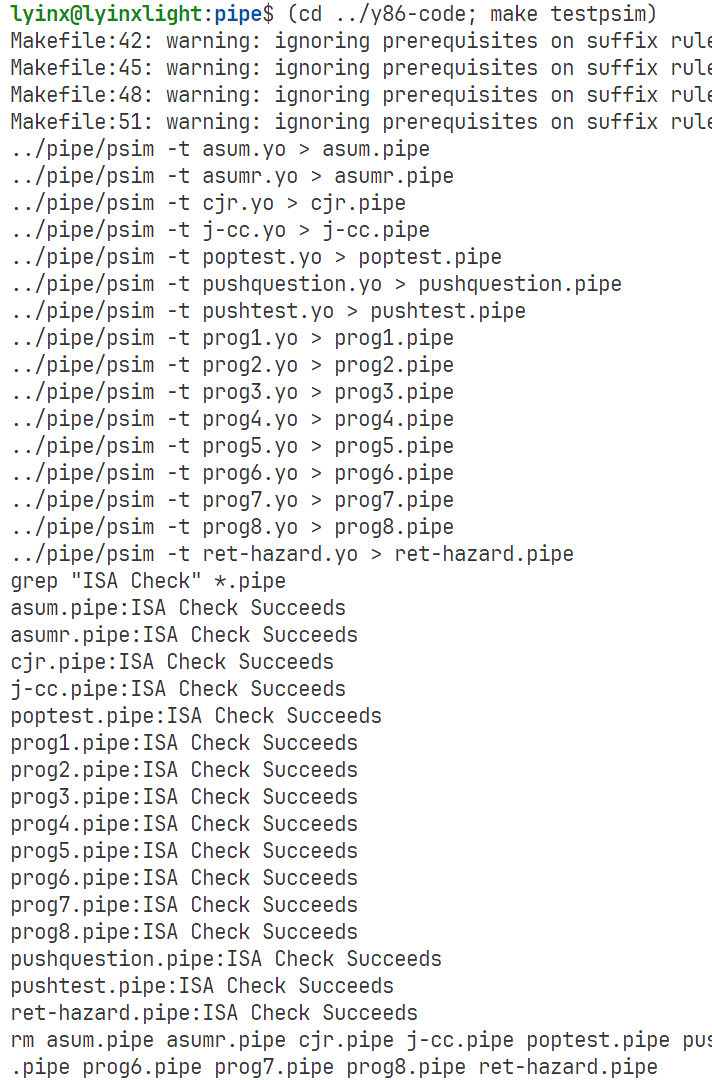 lyinx@lyinxlight:pipe$ (cd ../y86-code; make testpsim)
Makefile:42: warning: ignoring prerequisites on suffix rule
Makefile:45: warning: ignoring prerequisites on suffix rule
Makefile:48: warning: ignoring prerequisites on suffix rule
Makefile:51: warning: ignoring prerequisites on suffix rule
../pipe/psim -t asum.yo > asum.pipe
../pipe/psim -t asumr.yo > asumr.pipe
../pipe/psim -t cjr.yo > cjr.pipe
../pipe/psim -t j-cc.yo > j-cc.pipe
../pipe/psim -t poptest.yo > poptest.pipe
../pipe/psim -t pushquestion.yo > pushquestion.pipe
../pipe/psim -t pushtest.yo > pushtest.pipe
../pipe/psim -t prog1.yo > prog1.pipe
../pipe/psim -t prog2.yo > prog2.pipe
../pipe/psim -t prog3.yo > prog3.pipe
../pipe/psim -t prog4.yo > prog4.pipe
../pipe/psim -t prog5.yo > prog5.pipe
../pipe/psim -t prog6.yo > prog6.pipe
../pipe/psim -t prog7.yo > prog7.pipe
../pipe/psim -t prog8.yo > prog8.pipe
../pipe/psim -t ret-hazard.yo > ret-hazard.pipe
grep "ISA Check" *.pipe
asum.pipe:ISA Check Succeeds
asumr.pipe:ISA Check Succeeds
cjr.pipe:ISA Check Succeeds
j-cc.pipe:ISA Check Succeeds
poptest.pipe:ISA Check Succeeds
prog1.pipe:ISA Check Succeeds
prog2.pipe:ISA Check Succeeds
prog3.pipe:ISA Check Succeeds
prog4.pipe:ISA Check Succeeds
prog5.pipe:ISA Check Succeeds
prog6.pipe:ISA Check Succeeds
prog7.pipe:ISA Check Succeeds
prog8.pipe:ISA Check Succeeds
pushquestion.pipe:ISA Check Succeeds
pushtest.pipe:ISA Check Succeeds
ret-hazard.pipe:ISA Check Succeeds
rm asum.pipe asumr.pipe cjr.pipe j-cc.pipe poptest.pipe pus
.pipe prog6.pipe prog7.pipe prog8.pipe ret-hazard.pipe